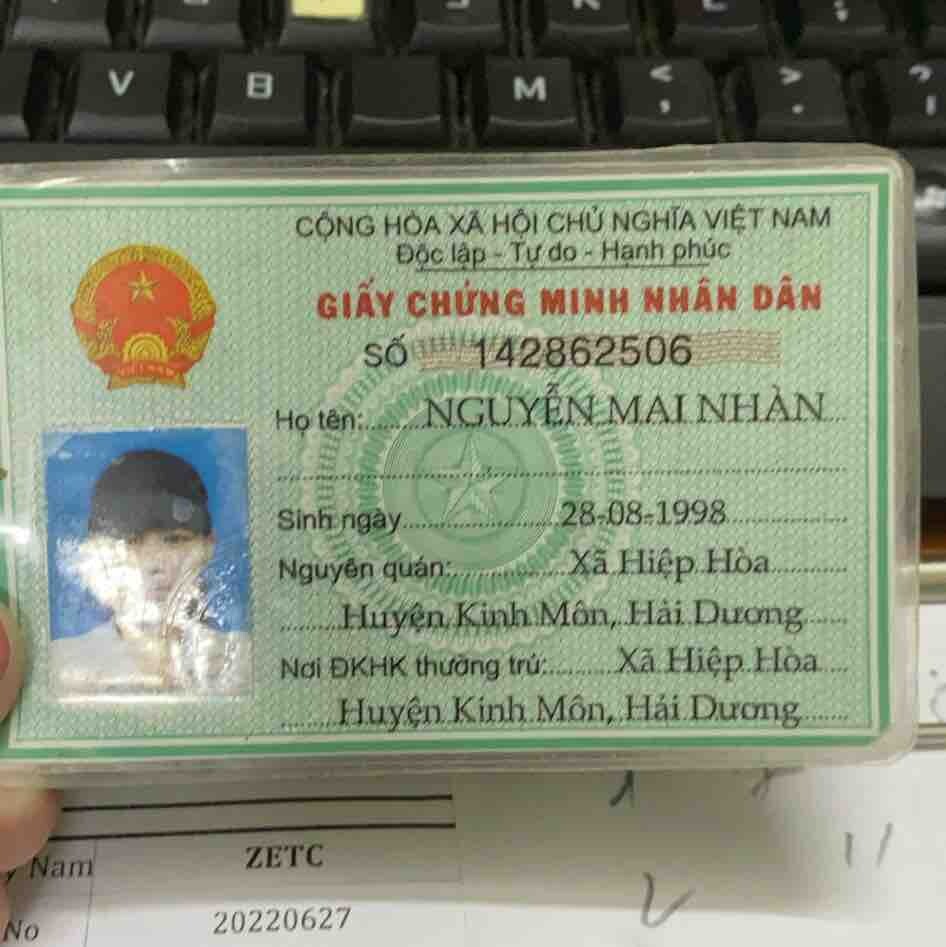 V B M < , > . ?
CỘNG HÒA XÃ HỘI CHỦ NGHĨA VIỆT NAM
Độc lập - Tự do - Hạnh phúc
GIẤY CHỨNG MINH NHÂN DÂN
SỐ 142862506
VIỆT NAM
Họ tên: NGUYỄN MAI NHÀN
Sinh ngày 28-08-1998
Nguyên quán: Xã Hiệp Hòa
Huyện Kinh Môn, Hải Dương
Nơi ĐKHK thường trú: Xã Hiệp Hòa
Huyện Kinh Môn, Hải Dương
Nam ZETC
No 20220627